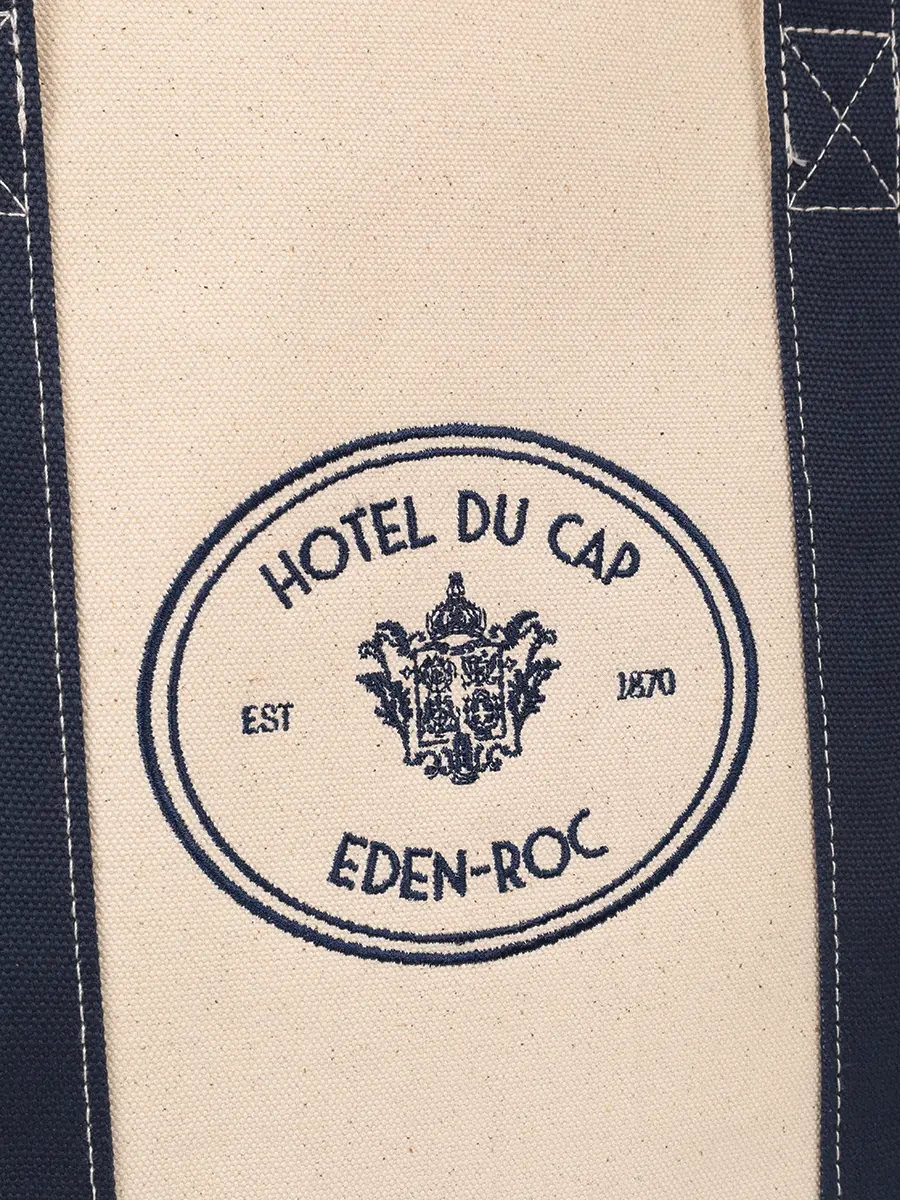 HOTEL DU CAP
EST 1870
EDEN-ROC